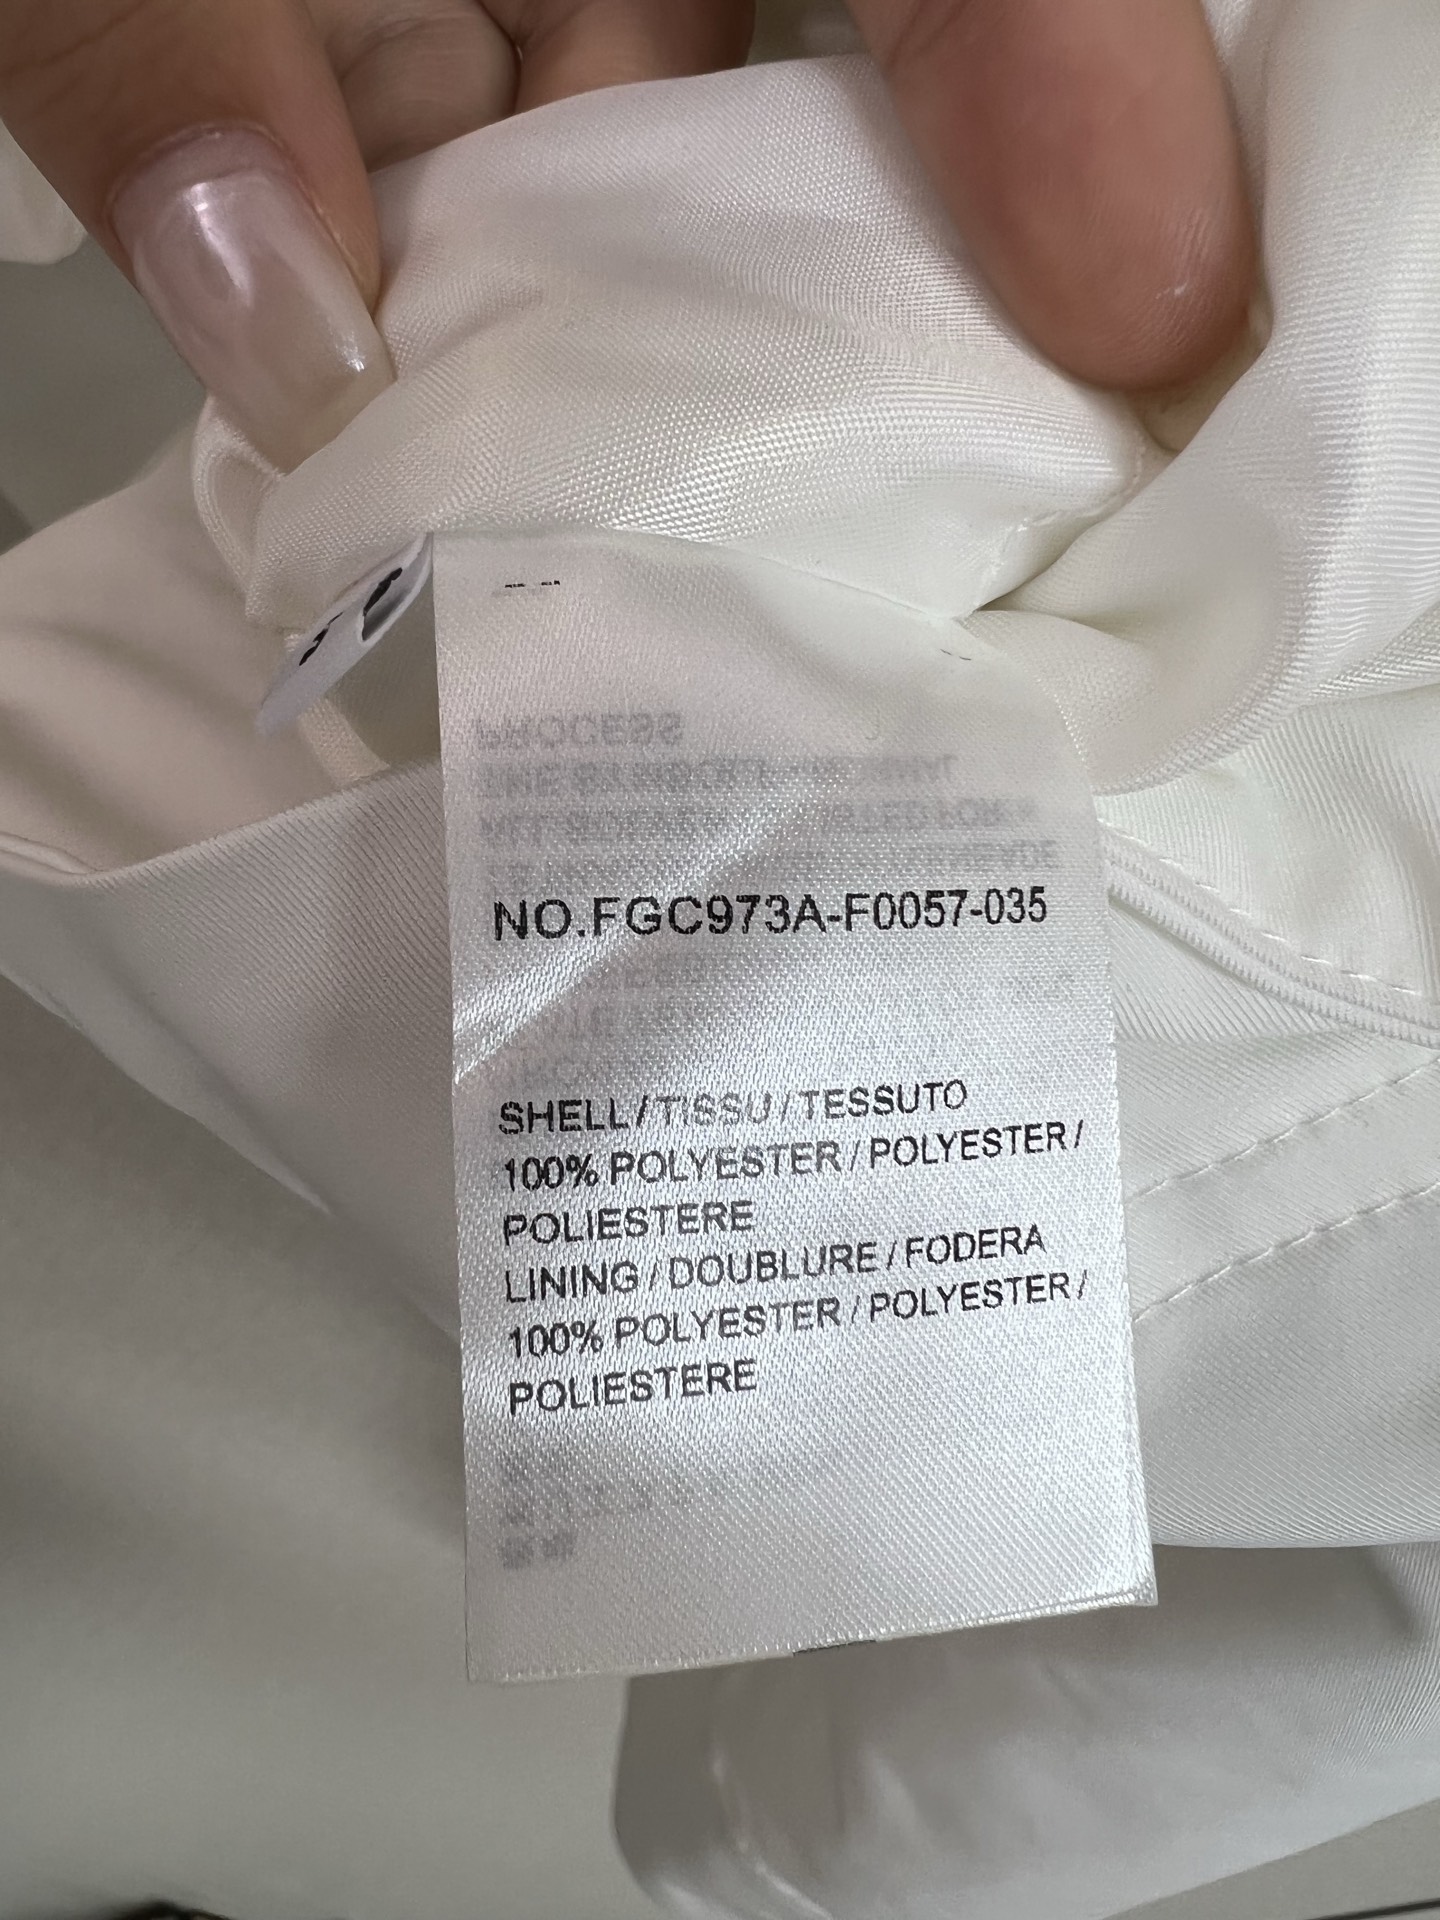 NO.FGC973A-F0057-035
SHELL/TISSU/TESSUTO
100% POLYESTER/POLYESTER/
POLIESTERE
LINING/DOUBLURE/FODERA
100% POLYESTER/POLYESTER/
POLIESTERE